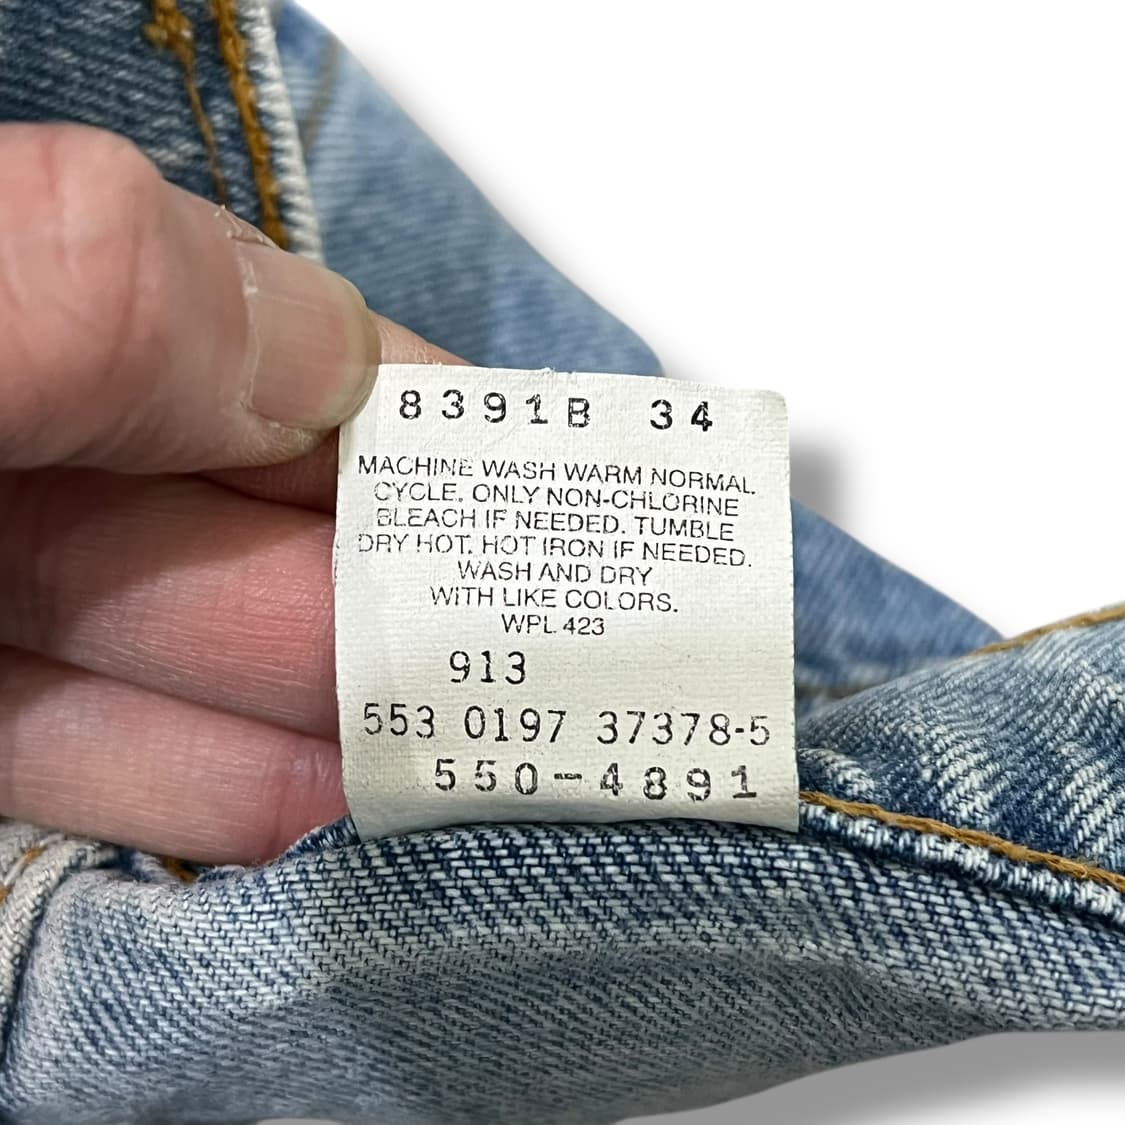 8391B 34
MACHINE WASH WARM NORMAL
CYCLE. ONLY NON-CHLORINE
BLEACH IF NEEDED. TUMBLE
DRY HOT. HOT IRON IF NEEDED.
WASH AND DRY
WITH LIKE COLORS.
WPL 423
913
553 0197 37378-5
550-4891